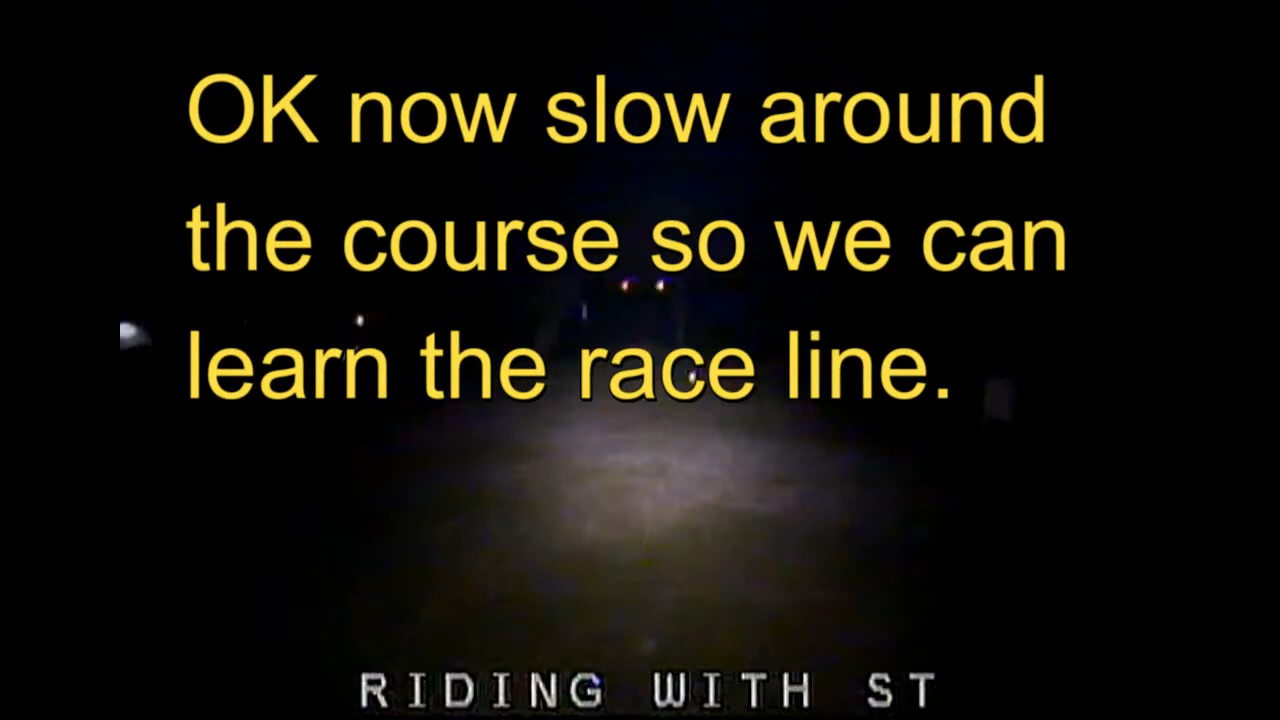 OK now slow around
the course so we can
learn the race line.
RIDING WITH ST